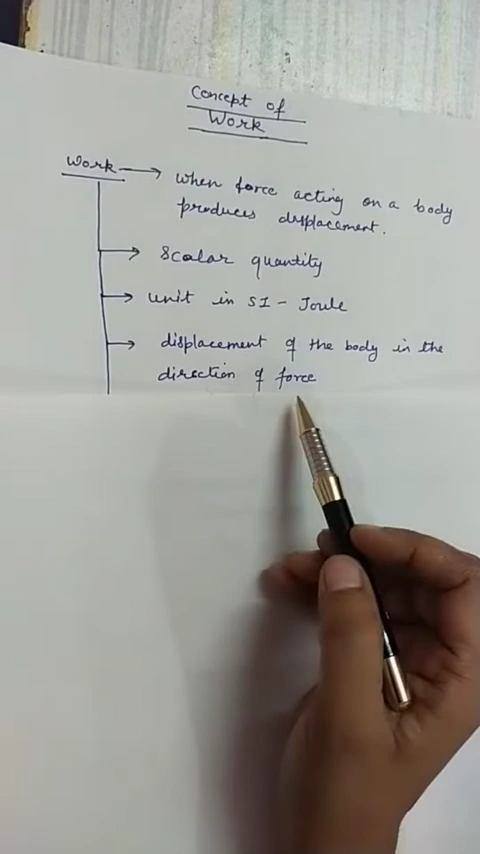 Concept of
Work
Work → when force acting on a body
produces displacement.
→ Scalar quantity
→ unit in SI - Joule
→ displacement of the body in the
direction of force